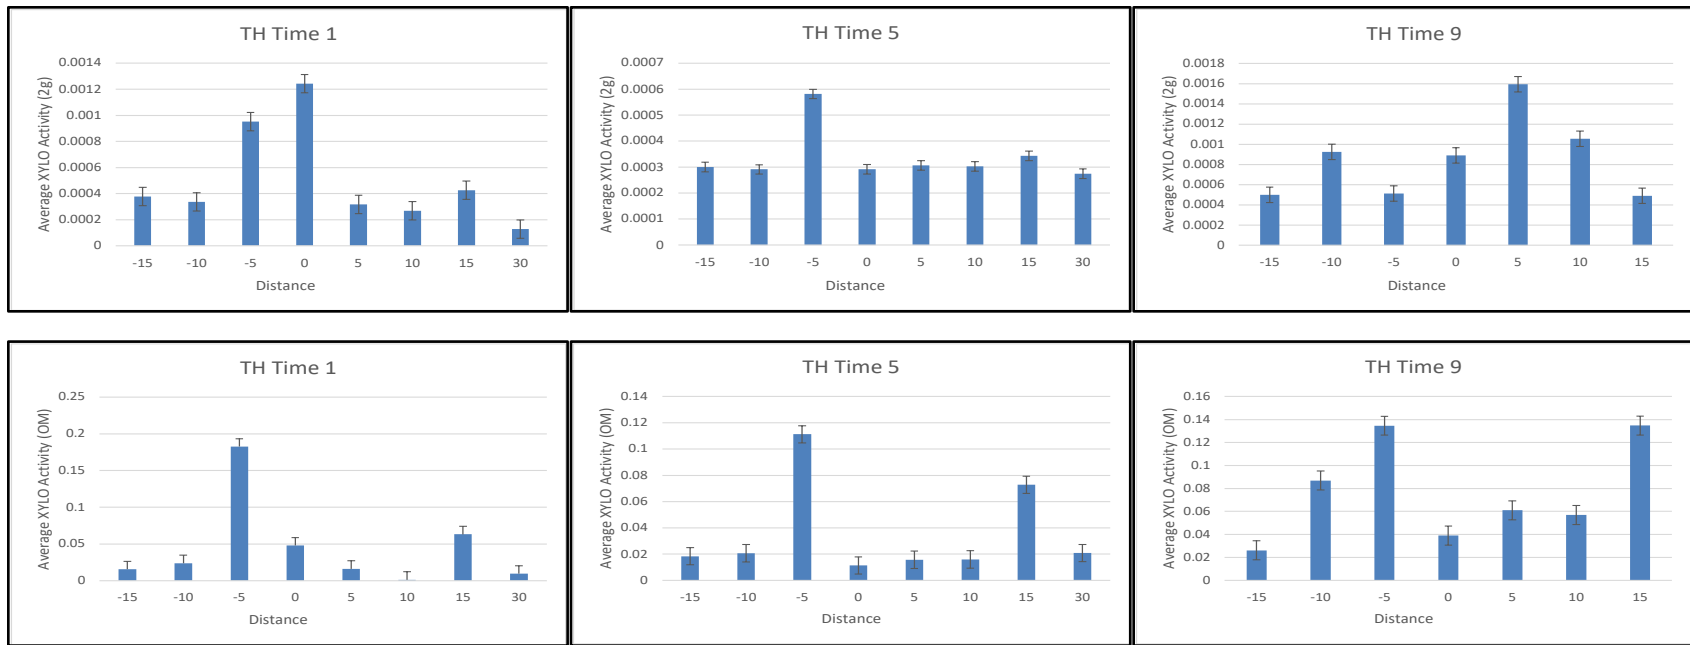 TH Time 1
Average XYLO Activity (2g)
0.0014
0.0012
0.001
0.0008
0.0006
0.0004
0.0002
0
-15 -10 -5 0 5 10 15 30
Distance
TH Time 5
Average XYLO Activity (2g)
0.0007
0.0006
0.0005
0.0004
0.0003
0.0002
0.0001
0
-15 -10 -5 0 5 10 15 30
Distance
TH Time 9
Average XYLO Activity (2g)
0.0018
0.0016
0.0014
0.0012
0.001
0.0008
0.0006
0.0004
0.0002
0
-15 -10 -5 0 5 10 15
Distance
TH Time 1
Average XYLO Activity (OM)
0.25
0.2
0.15
0.1
0.05
0
-15 -10 -5 0 5 10 15 30
Distance
TH Time 5
Average XYLO Activity (OM)
0.14
0.12
0.1
0.08
0.06
0.04
0.02
0
-15 -10 -5 0 5 10 15 30
Distance
TH Time 9
Average XYLO Activity (OM)
0.16
0.14
0.12
0.1
0.08
0.06
0.04
0.02
0
-15 -10 -5 0 5 10 15
Distance